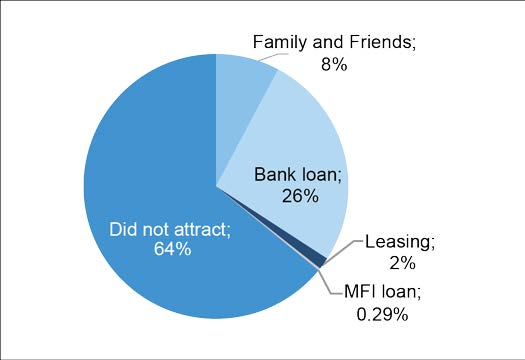 Family and Friends;
8%
Bank loan;
26%
Leasing;
2%
MFI loan;
0.29%
Did not attract;
64%